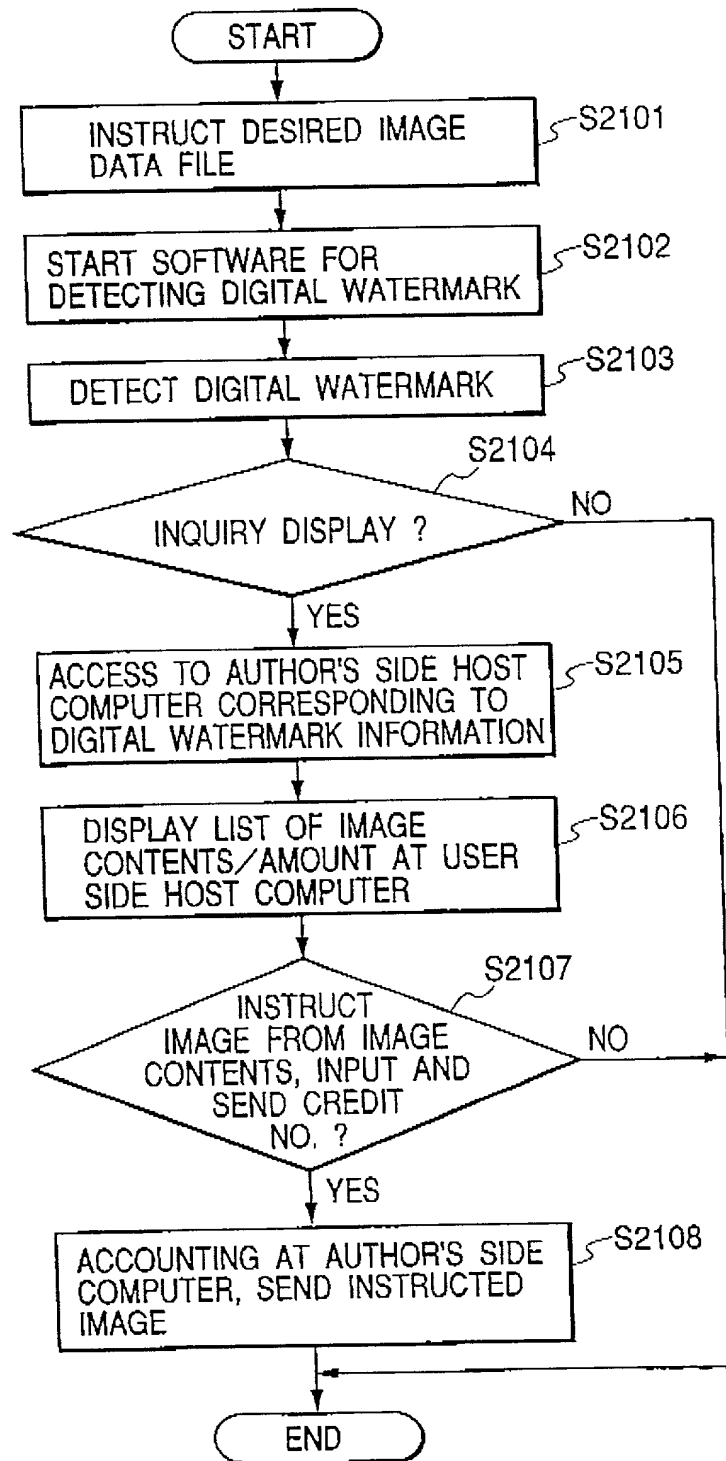 START
INSTRUCT DESIRED IMAGE
DATA FILE
S2101
START SOFTWARE FOR
DETECTING DIGITAL WATERMARK
S2102
DETECT DIGITAL WATERMARK
S2103
S2104
INQUIRY DISPLAY ?
NO
YES
ACCESS TO AUTHOR'S SIDE HOST
COMPUTER CORRESPONDING TO
DIGITAL WATERMARK INFORMATION
S2105
DISPLAY LIST OF IMAGE
CONTENTS/AMOUNT AT USER
SIDE HOST COMPUTER
S2106
S2107
INSTRUCT
IMAGE FROM IMAGE
CONTENTS, INPUT AND
SEND CREDIT
NO. ?
NO
YES
ACCOUNTING AT AUTHOR'S SIDE
COMPUTER, SEND INSTRUCTED
IMAGE
S2108
END